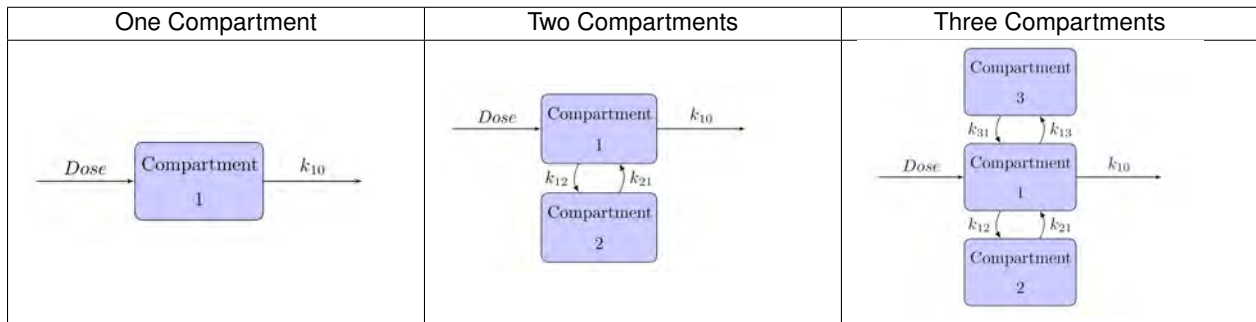 One Compartment
Two Compartments
Three Compartments
Dose
Compartment
1
k10
Dose
Compartment
1
k10
k12
k21
Compartment
2
Compartment
3
k31
k13
Dose
Compartment
1
k10
k12
k21
Compartment
2